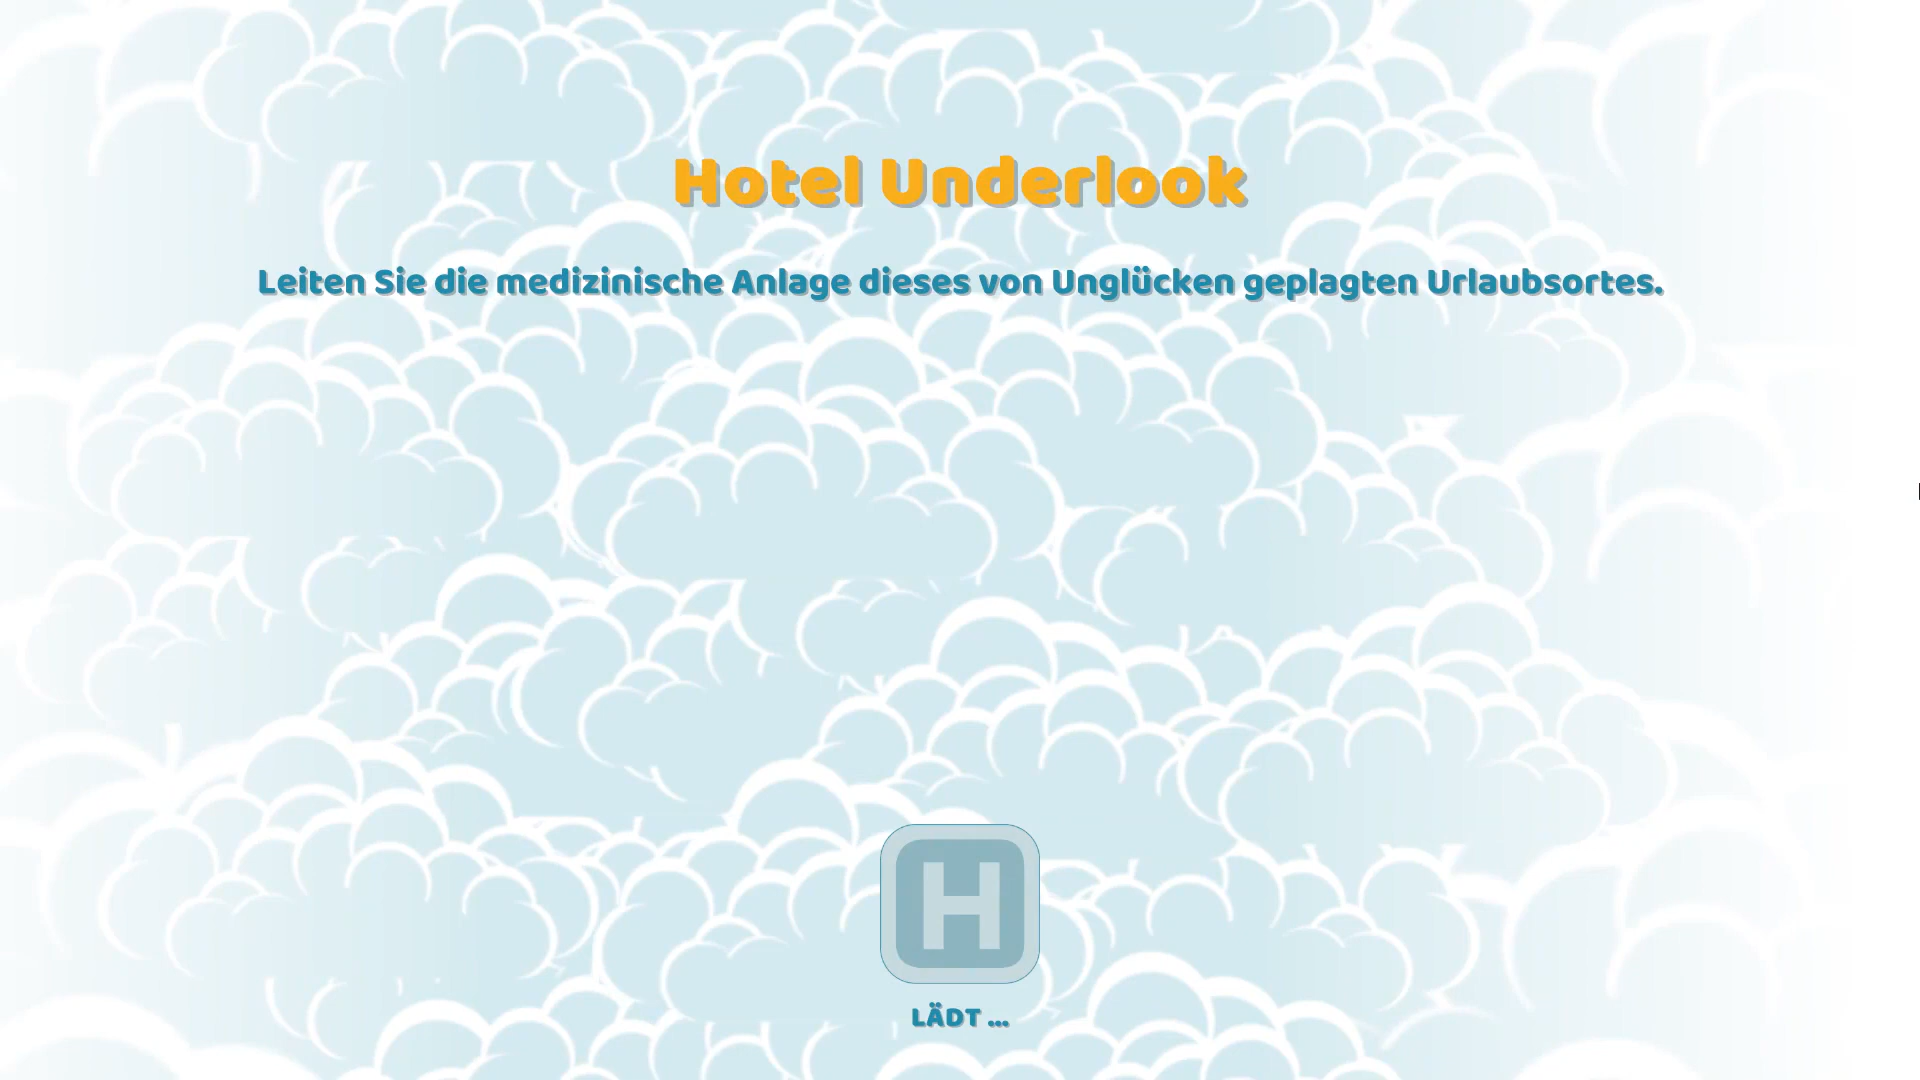 Hotel Underlook
Leiten Sie die medizinische Anlage dieses von Unglücken geplagten Urlaubsortes.
H
LÄDT ...